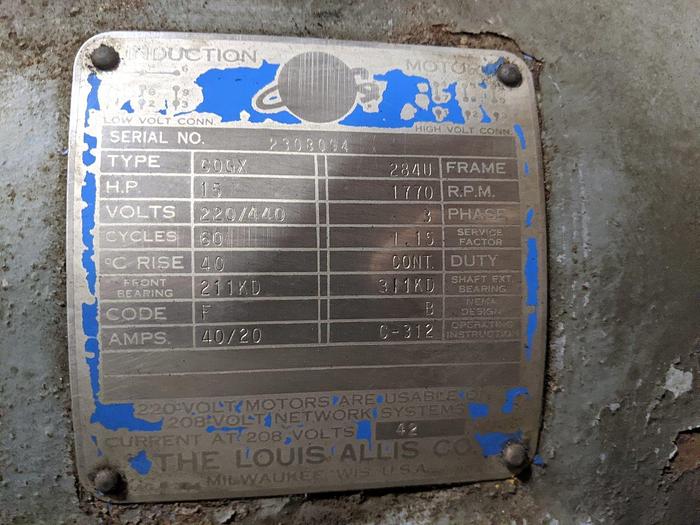 INDUCTION MOTOR
LOW VOLT CONN. HIGH VOLT CONN.
SERIAL NO. 2308094
TYPE COGX 284U FRAME
H.P. 15 1770 R.P.M.
VOLTS 220/440 3 PHASE
CYCLES 60 1.15 SERVICE FACTOR
°C RISE 40 CONT. DUTY
FRONT BEARING 211KD 311KD SHAFT EXT. BEARING
CODE F B NEMA DESIGN
AMPS. 40/20 C-312 OPERATING INSTRUCTION
220 VOLT MOTORS ARE USABLE ON
208 VOLT NETWORK SYSTEMS
CURRENT AT 208 VOLTS 42
THE LOUIS ALLIS CO.
MILWAUKEE, WIS. U.S.A.